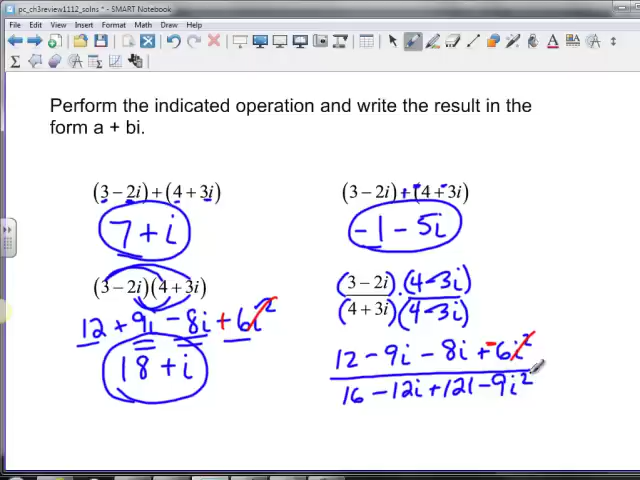 pc_ch3review1112_solns * - SMART Notebook
File Edit View Insert Format Tools Math Draw Help
Perform the indicated operation and write the result in the
form a + bi.
(3 − 2i) + (4 + 3i)
7 + i
(3 − 2i) + (4 + 3i)
-1 - 5i
(3 − 2i)(4 + 3i)
12 + 9i - 8i + 6i²
18 + i
(3 − 2i) · (4 - 3i)
(4 + 3i) (4 - 3i)
12 - 9i - 8i + - 6i²
16 - 12i + 12i - 9i²